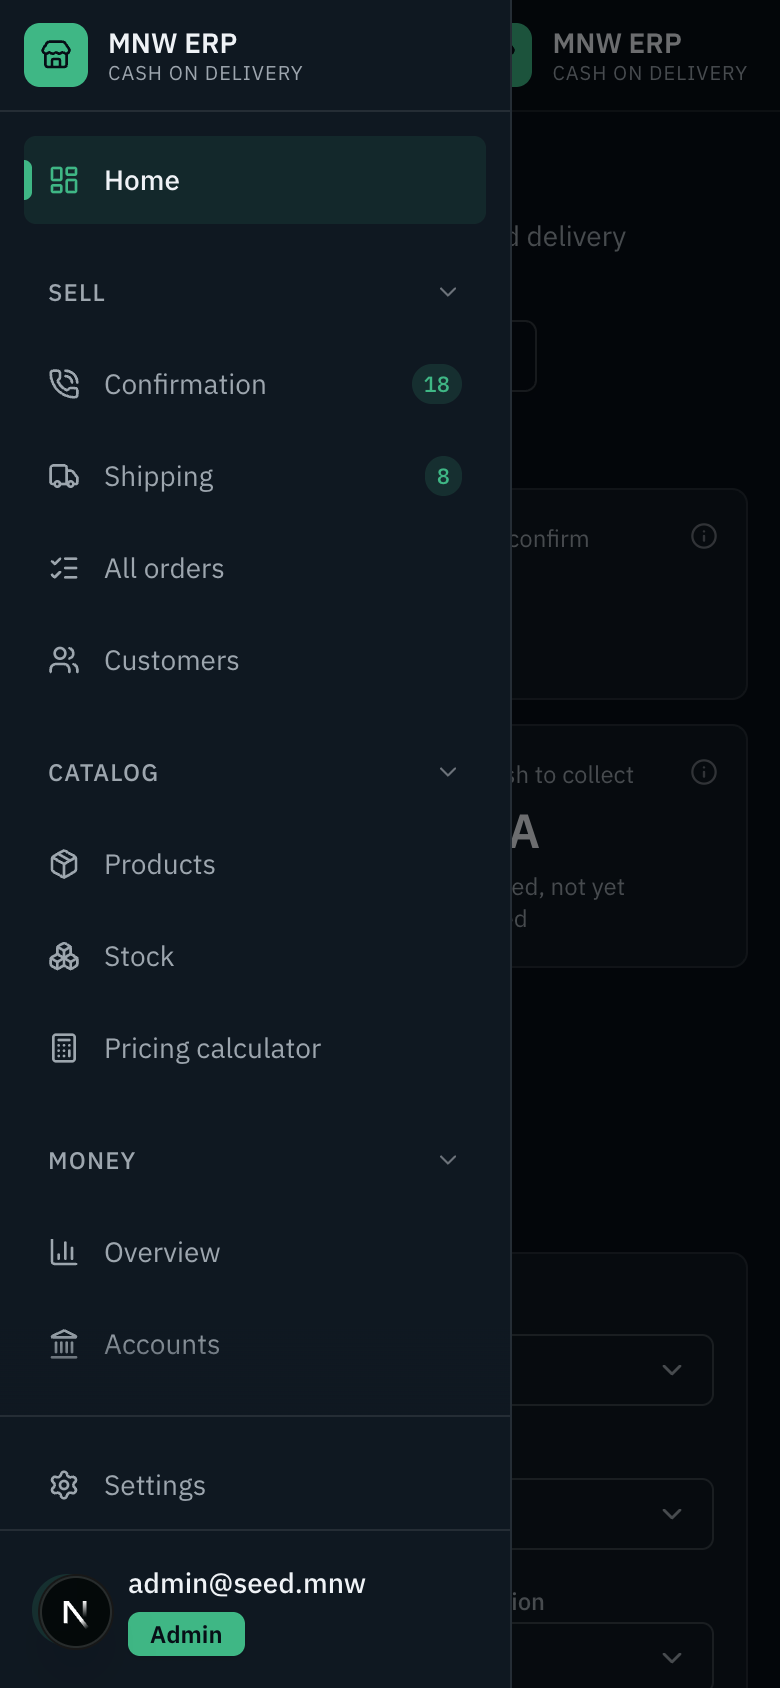 MNW ERP
CASH ON DELIVERY
MNW ERP
CASH ON DELIVERY
Home
delivery
SELL
Confirmation 18
Shipping 8
confirm
All orders
Customers
CATALOG
to collect
A
Products
not yet
Stock
Pricing calculator
MONEY
Overview
Accounts
Settings
admin@seed.mnw
N
Admin